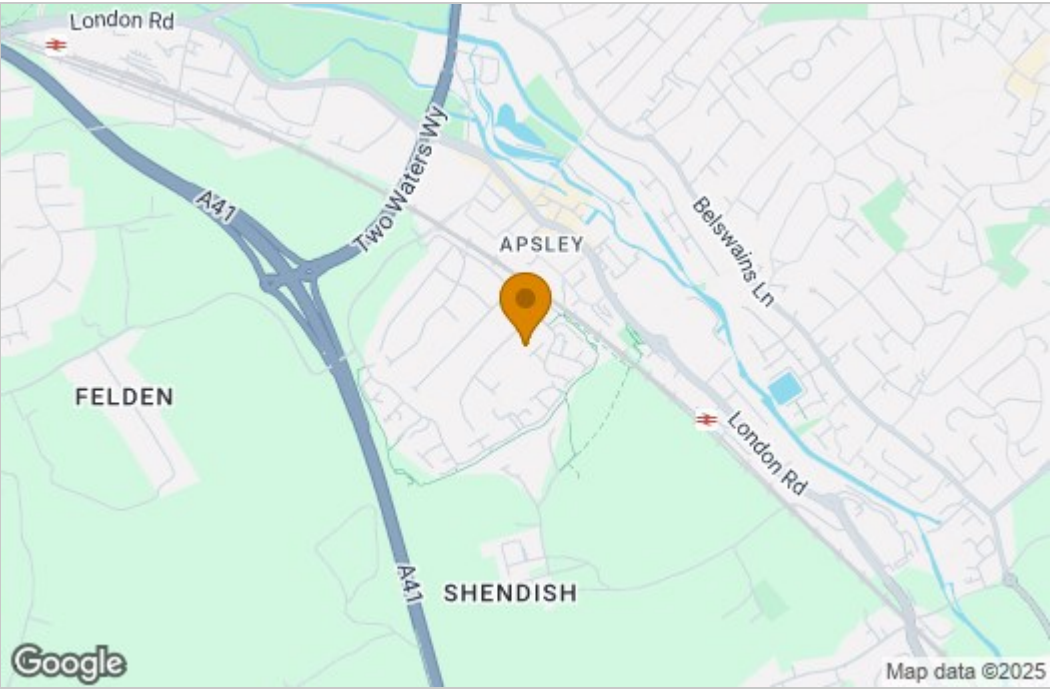 London Rd
Two Waters Wy
A41
Belswains Ln
APSLEY
FELDEN
London Rd
A41
SHENDISH
Google
Map data ©2025